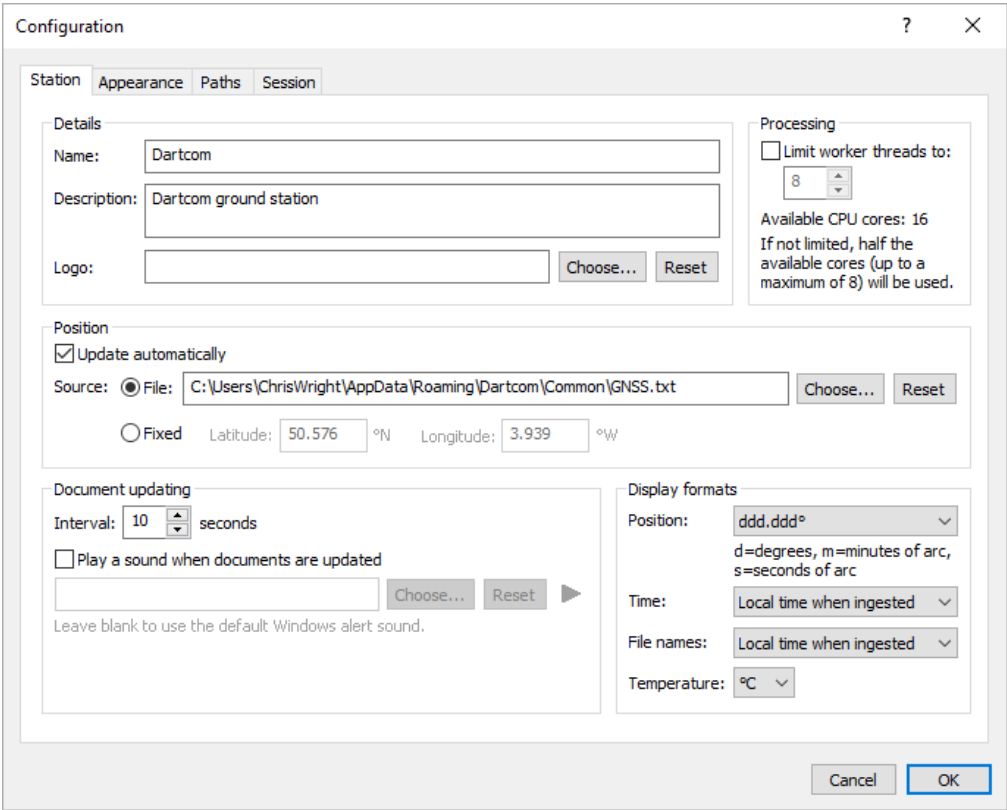 Configuration
?
Station Appearance Paths Session
Details
Name: Dartcom
Description: Dartcom ground station
Logo: Choose... Reset
Processing
Limit worker threads to:
8
Available CPU cores: 16
If not limited, half the
available cores (up to a
maximum of 8) will be used.
Position
Update automatically
Source: File: C:\Users\ChrisWright\AppData\Roaming\Dartcom\Common\GNSS.txt Choose... Reset
Fixed Latitude: 50.576 °N Longitude: 3.939 °W
Document updating
Interval: 10 seconds
Play a sound when documents are updated
Choose... Reset
Leave blank to use the default Windows alert sound.
Display formats
Position: ddd.ddd°
d=degrees, m=minutes of arc,
s=seconds of arc
Time: Local time when ingested
File names: Local time when ingested
Temperature: °C
Cancel OK